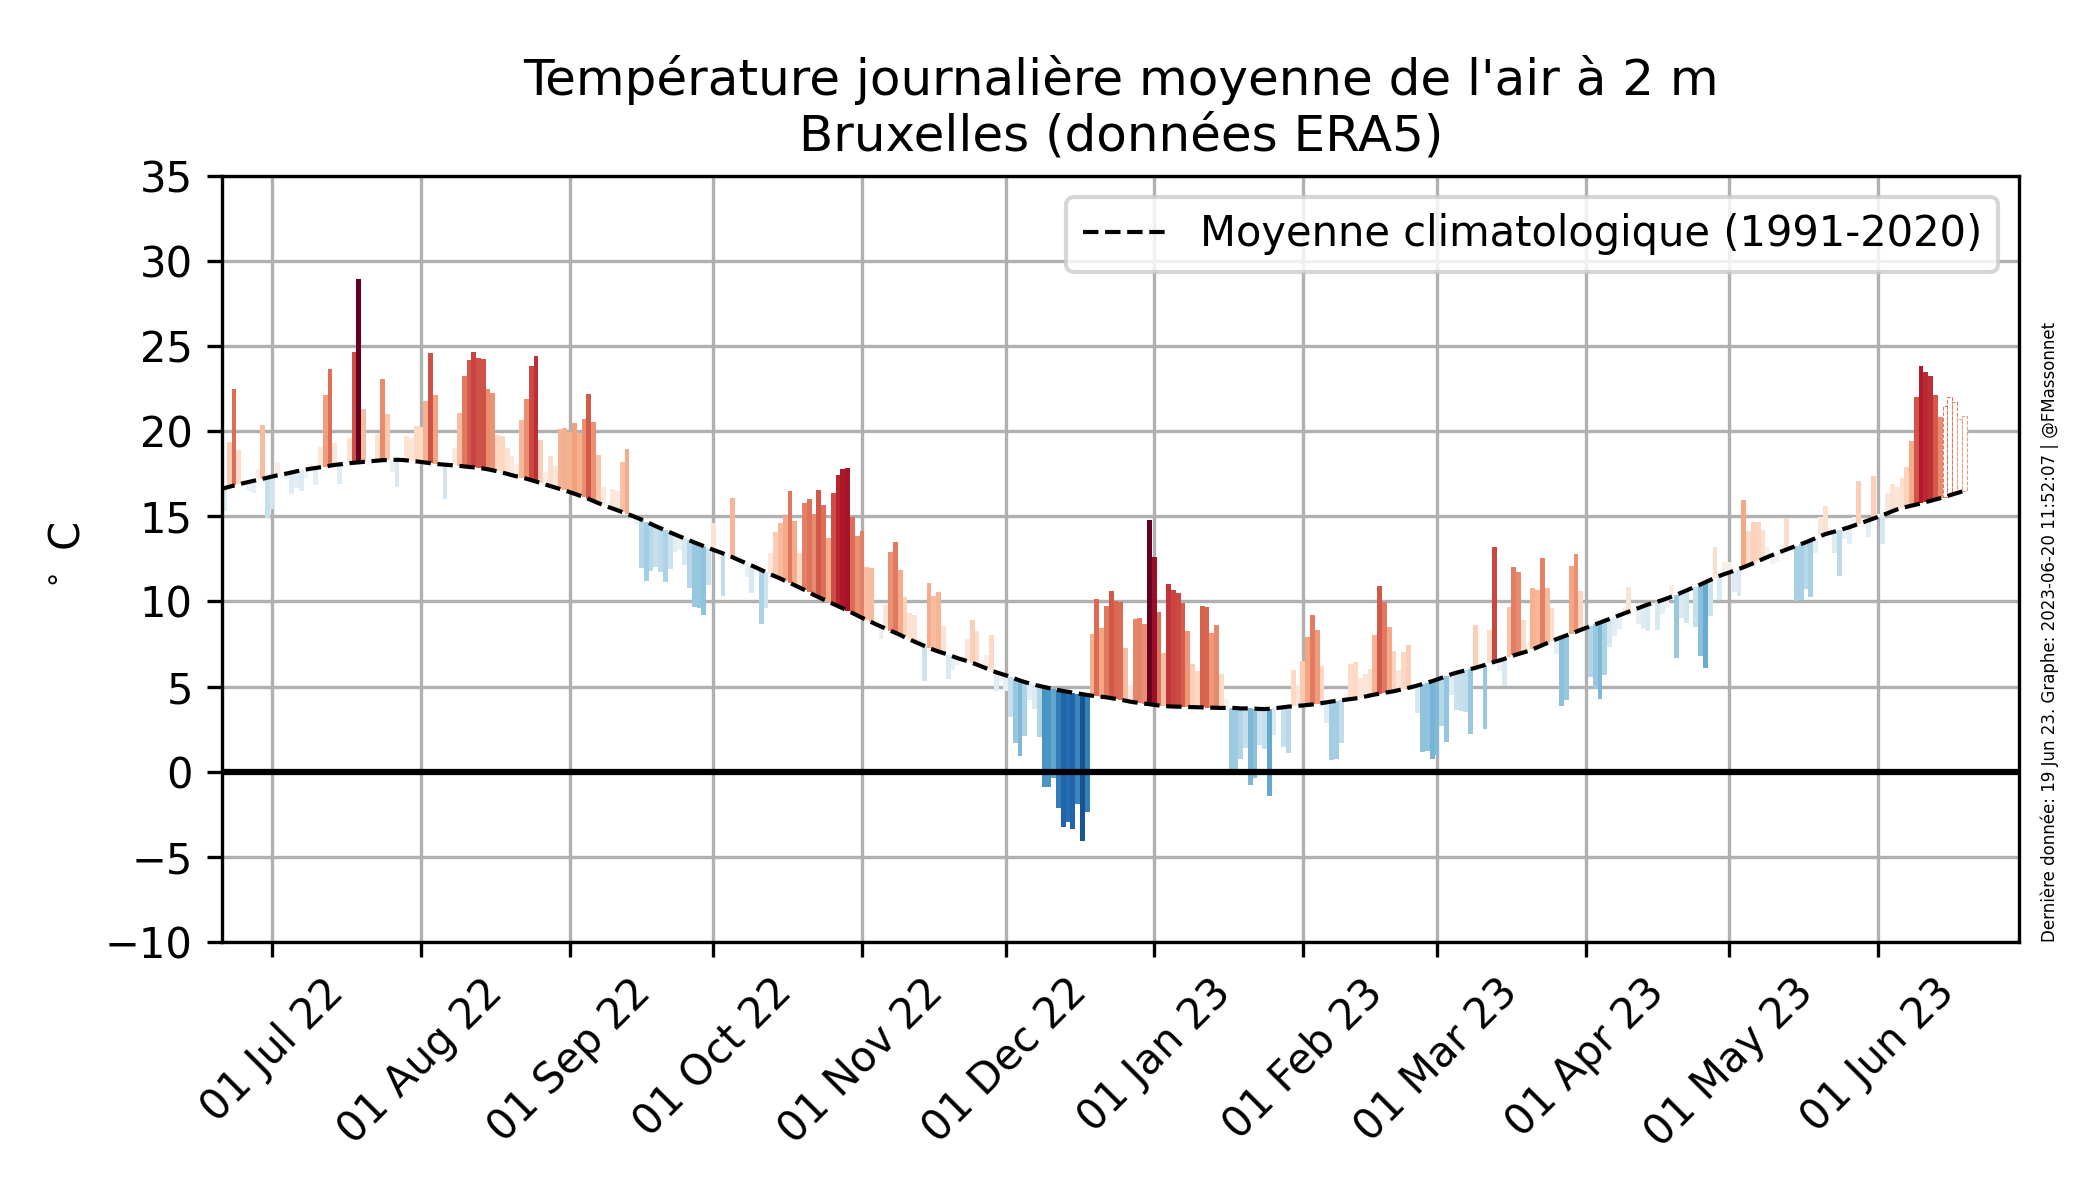 Température journalière moyenne de l'air à 2 m
Bruxelles (données ERA5)
Moyenne climatologique (1991-2020)
35
30
25
20
15
10
5
0
−5
−10
° C
01 Jul 22
01 Aug 22
01 Sep 22
01 Oct 22
01 Nov 22
01 Dec 22
01 Jan 23
01 Feb 23
01 Mar 23
01 Apr 23
01 May 23
01 Jun 23
Dernière donnée: 19 Jun 23. Graphe: 2023-06-20 11:52:07 | @FMassonnet